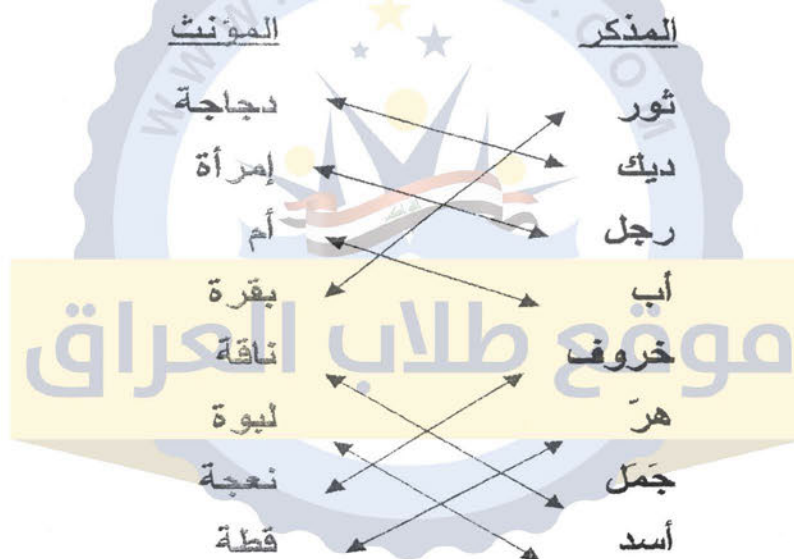 المذكر المؤنث
ثور دجاجة
ديك إمرأة
رجل أم
أب بقرة
خروف ناقة
هرّ لبوة
جَمَل نعجة
أسد قطة
موقع طلاب العراق